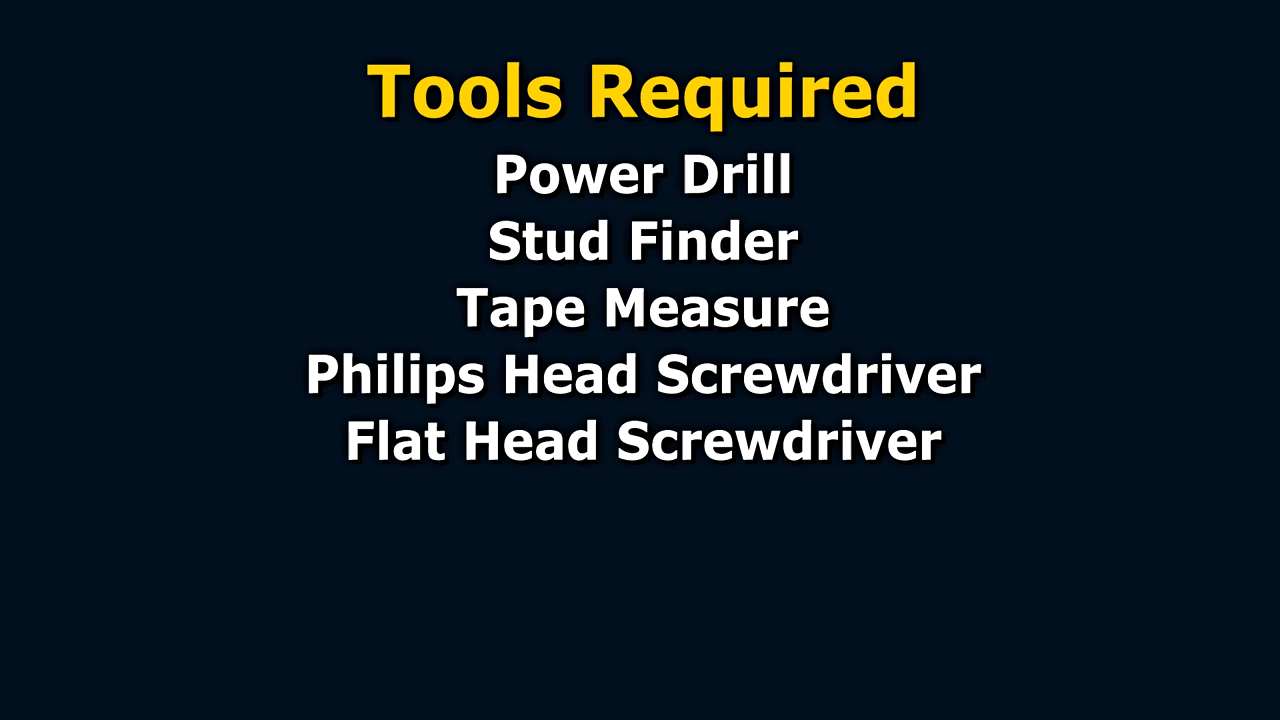 Tools Required
Power Drill
Stud Finder
Tape Measure
Philips Head Screwdriver
Flat Head Screwdriver